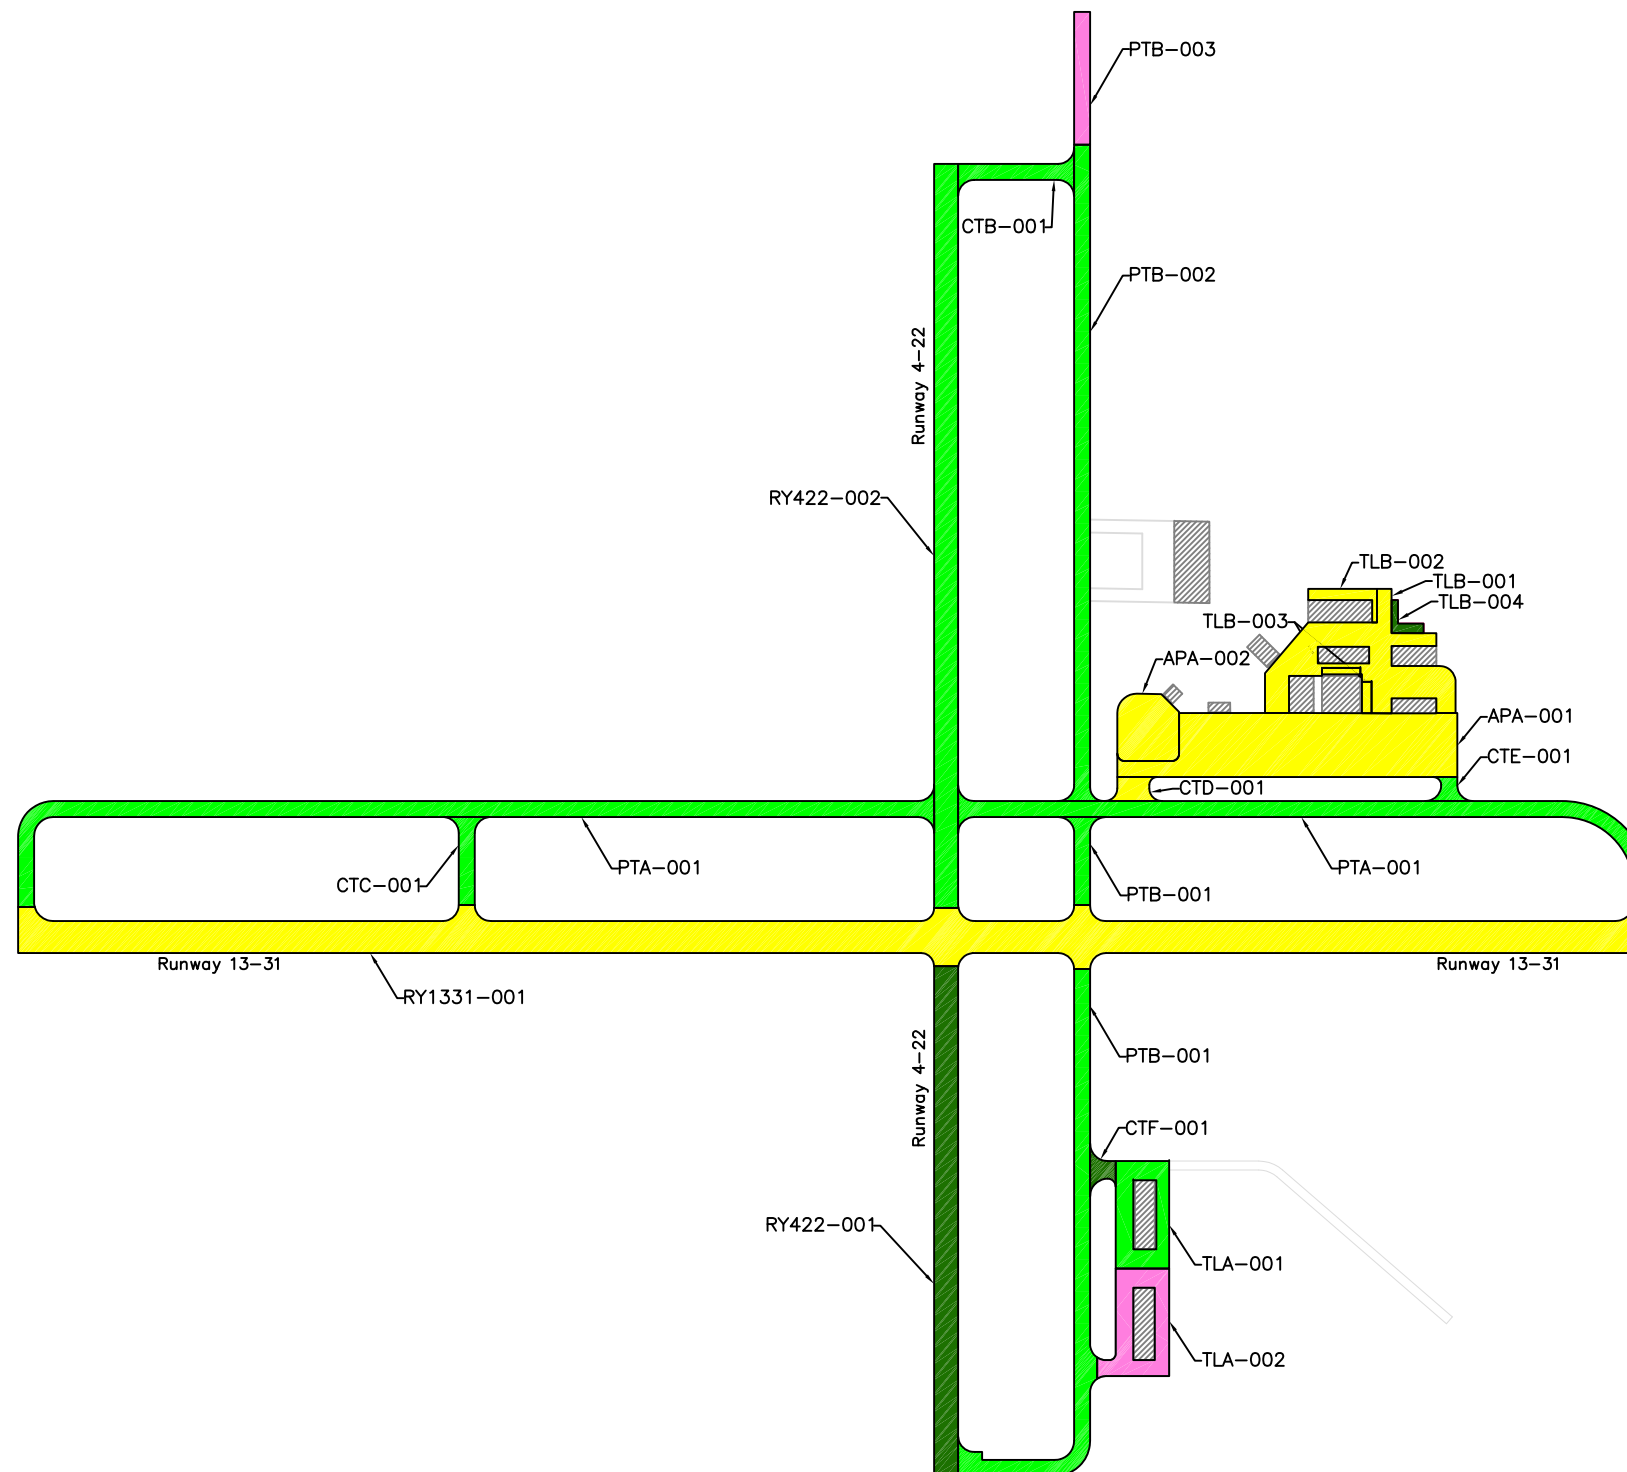 PTB-003
CTB-001
PTB-002
Runway 4-22
RY422-002
TLB-002
TLB-001
TLB-004
TLB-003
APA-002
APA-001
CTE-001
CTD-001
PTA-001
PTA-001
CTC-001
PTB-001
Runway 13-31
Runway 13-31
RY1331-001
Runway 4-22
PTB-001
CTF-001
RY422-001
TLA-001
TLA-002